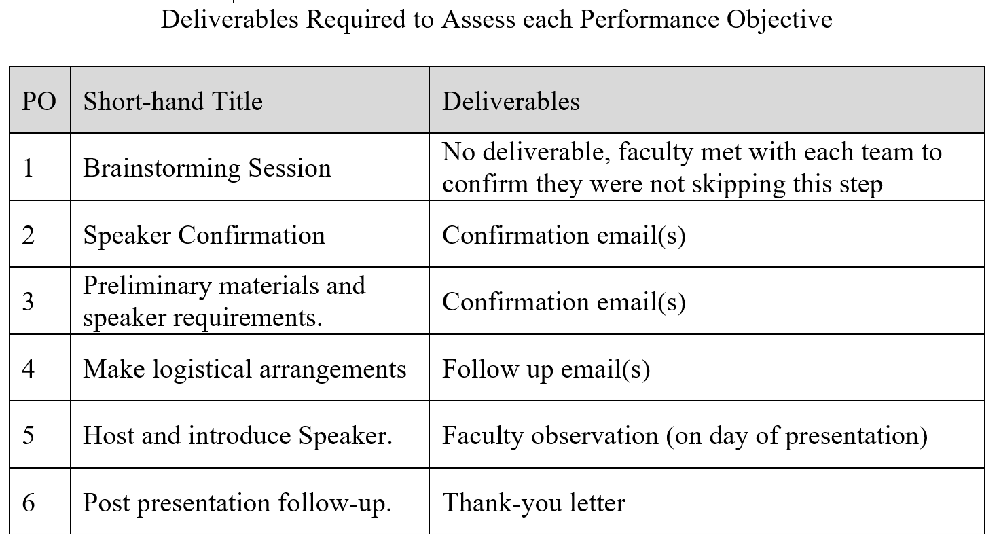 Deliverables Required to Assess each Performance Objective
PO Short-hand Title Deliverables
1 Brainstorming Session No deliverable, faculty met with each team to
confirm they were not skipping this step
2 Speaker Confirmation Confirmation email(s)
3 Preliminary materials and
speaker requirements. Confirmation email(s)
4 Make logistical arrangements Follow up email(s)
5 Host and introduce Speaker. Faculty observation (on day of presentation)
6 Post presentation follow-up. Thank-you letter